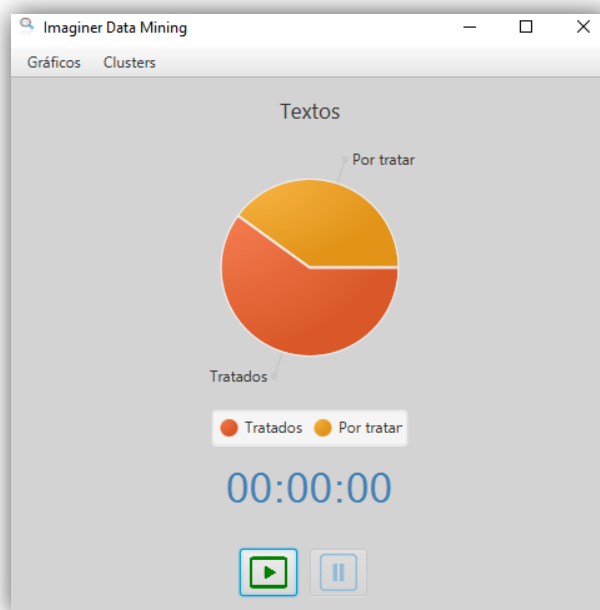 Imaginer Data Mining
Gráficos Clusters
Textos
Por tratar
Tratados
Tratados Por tratar
00:00:00